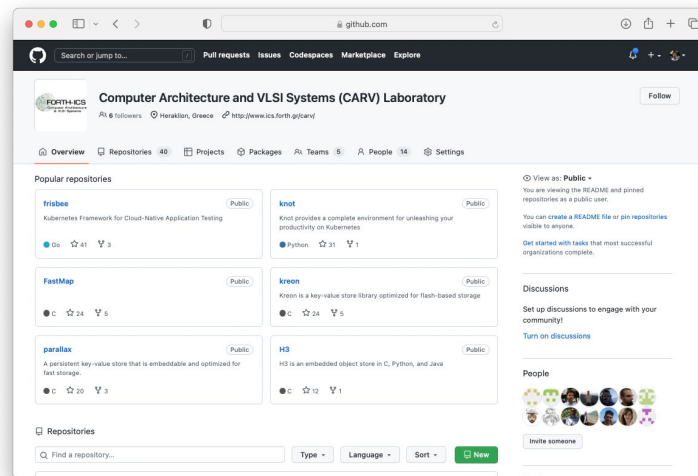 github.com
Search or jump to... /
Pull requests Issues Codespaces Marketplace Explore
FORTH-ICS
Computer Architecture
& VLSI Systems
Computer Architecture and VLSI Systems (CARV) Laboratory
6 followers Heraklion, Greece http://www.ics.forth.gr/carv/
Follow
Overview Repositories 40 Projects Packages Teams 5 People 14 Settings
Popular repositories
frisbee Public
Kubernetes Framework for Cloud-Native Application Testing
Go 41 3
knot Public
Knot provides a complete environment for unleashing your
productivity on Kubernetes
Python 31 1
FastMap Public
C 24 5
kreon Public
Kreon is a key-value store library optimized for flash-based storage
C 24 5
parallax Public
A persistent key-value store that is embeddable and optimized for
fast storage.
C 20 3
H3 Public
H3 is an embedded object store in C, Python, and Java
C 12 1
Repositories
Find a repository... Type Language Sort New
View as: Public
You are viewing the README and pinned
repositories as a public user.
You can create a README file or pin repositories
visible to anyone.
Get started with tasks that most successful
organizations complete.
Discussions
Set up discussions to engage with your
community!
Turn on discussions
People
Invite someone